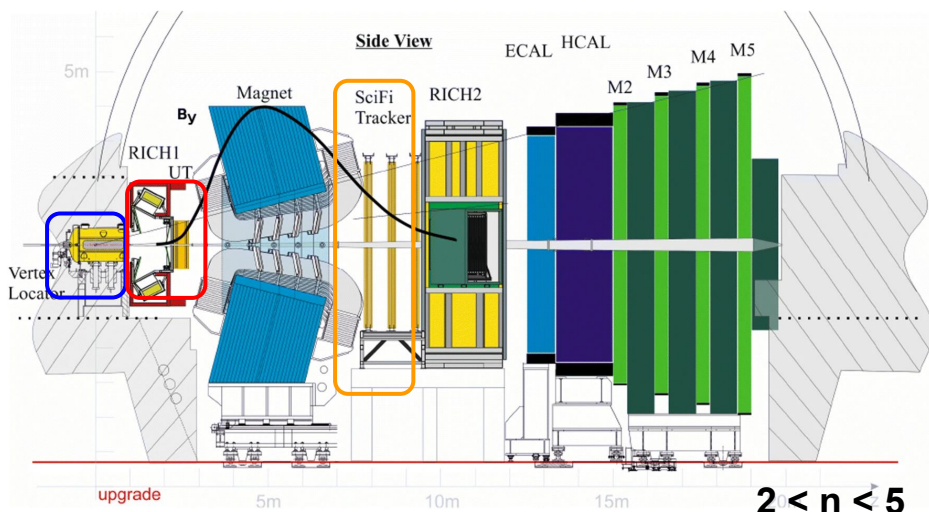 Side View
ECAL
HCAL
M5
M4
M3
M2
5m
Magnet
SciFi
Tracker
RICH2
By
RICH1
UT
Vertex
Locator
upgrade
5m
10m
15m
2 < n < 5
z